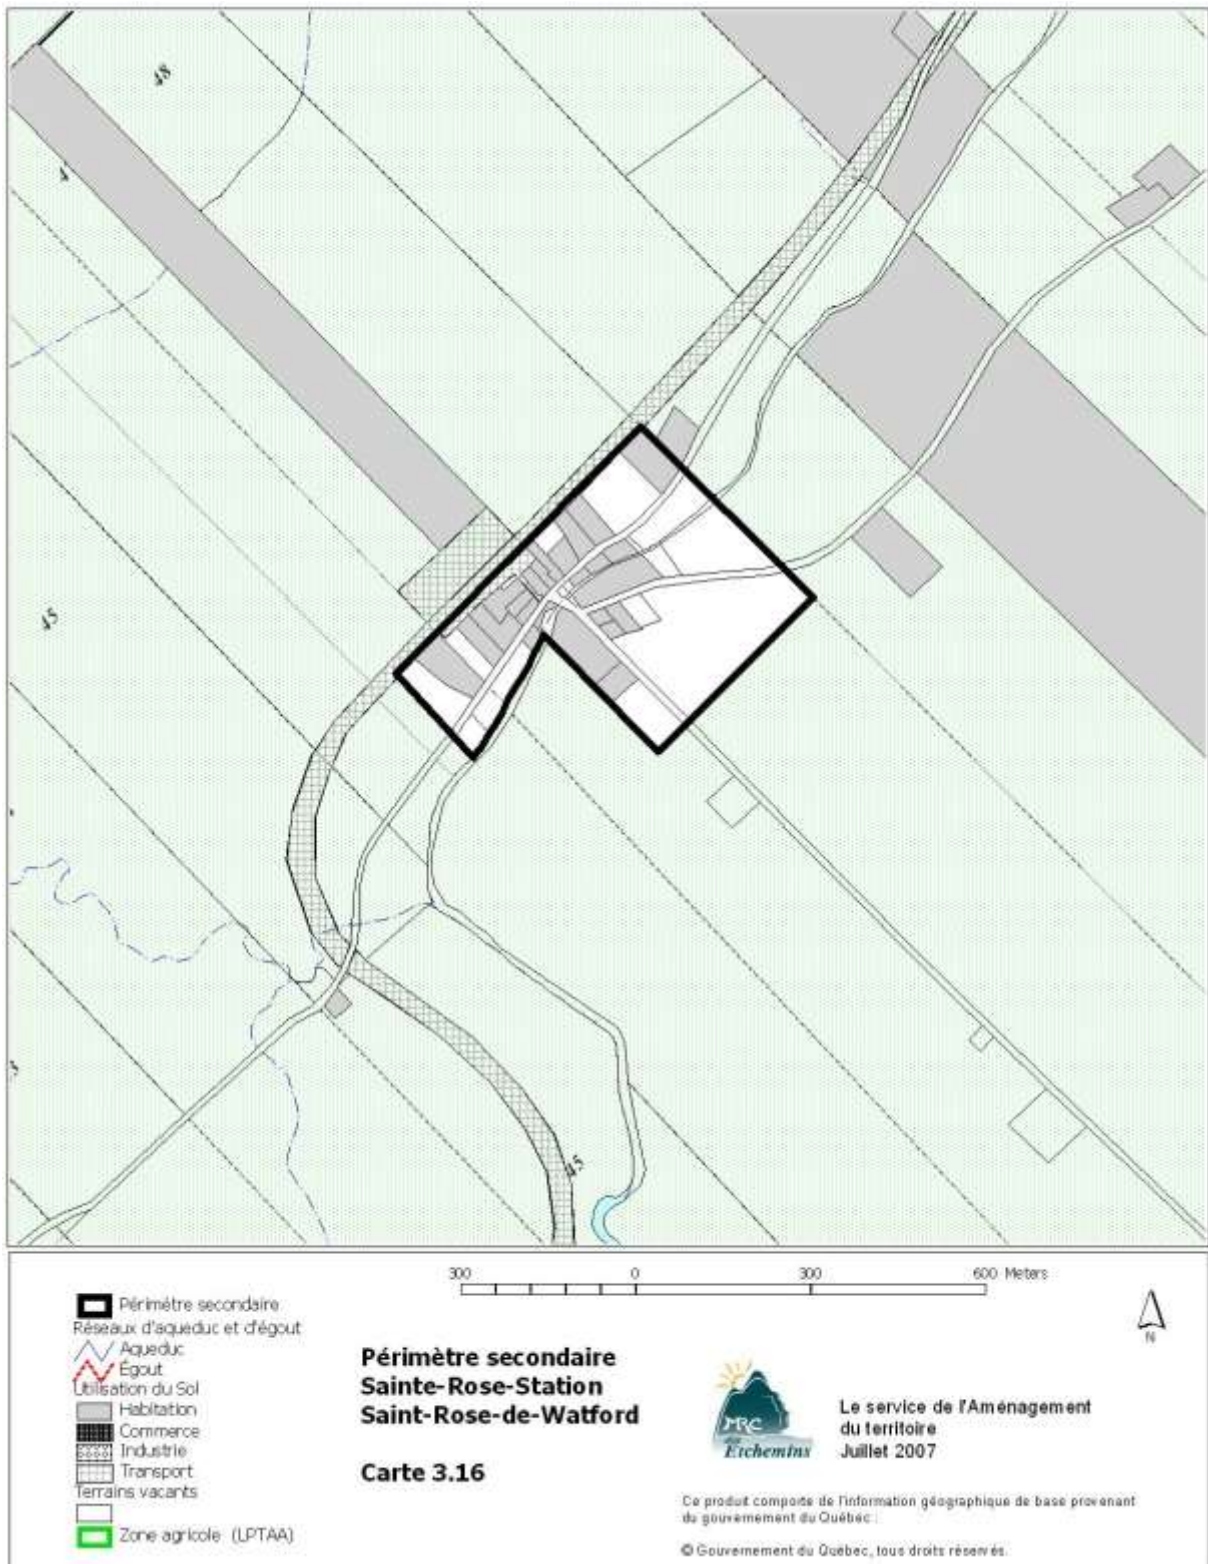 48
4
45
45
300 0 300 600 Meters
N
Périmètre secondaire
Réseaux d'aqueduc et d'égout
Aqueduc
Égout
Utilisation du Sol
Habitation
Commerce
Industrie
Transport
Terrains vacants
Zone agricole (LPTAA)
Périmètre secondaire
Sainte-Rose-Station
Saint-Rose-de-Watford
Carte 3.16
MRC
des
Etchemins
Le service de l'Aménagement
du territoire
Juillet 2007
Ce produit comporte de l'information géographique de base provenant
du gouvernement du Québec :
© Gouvernement du Québec, tous droits réservés.